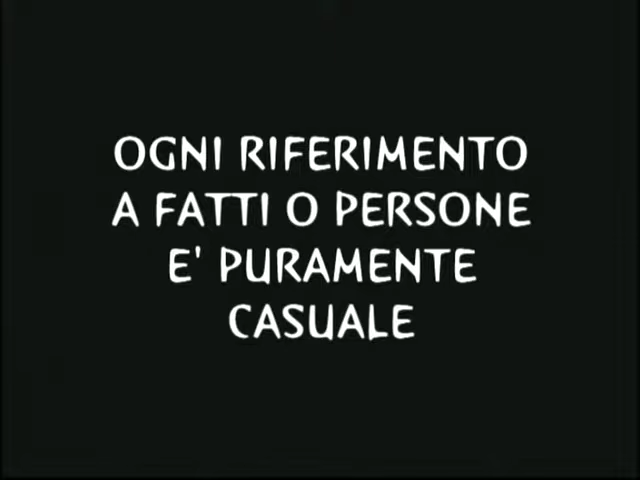 OGNI RIFERIMENTO
A FATTI O PERSONE
E' PURAMENTE
CASUALE